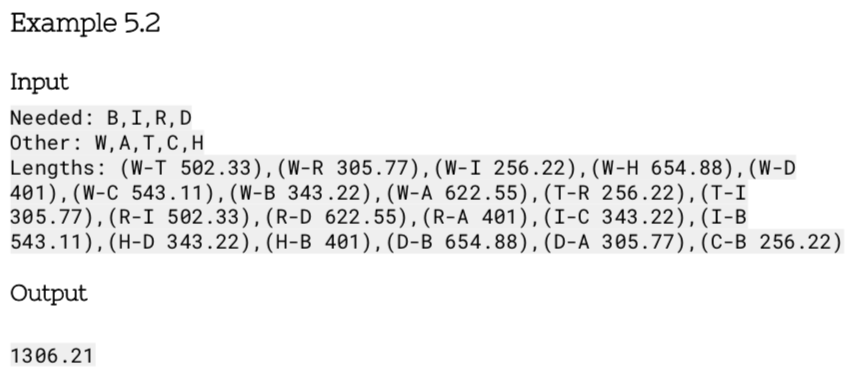 Example 5.2
Input
Needed: B,I,R,D
Other: W,A,T,C,H
Lengths: (W-T 502.33),(W-R 305.77),(W-I 256.22),(W-H 654.88),(W-D
401),(W-C 543.11),(W-B 343.22),(W-A 622.55),(T-R 256.22),(T-I
305.77),(R-I 502.33),(R-D 622.55),(R-A 401),(I-C 343.22),(I-B
543.11),(H-D 343.22),(H-B 401),(D-B 654.88),(D-A 305.77),(C-B 256.22)
Output
1306.21